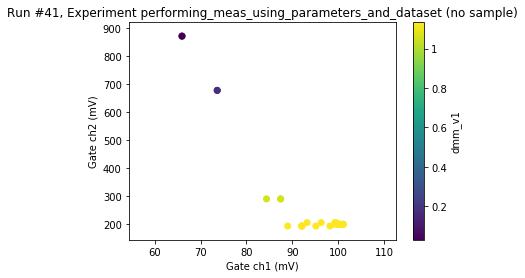 Run #41, Experiment performing_meas_using_parameters_and_dataset (no sample)
900
800
700
600
500
400
300
200
Gate ch2 (mV)
60 70 80 90 100 110
Gate ch1 (mV)
1
0.8
0.6
0.4
0.2
dmm_v1